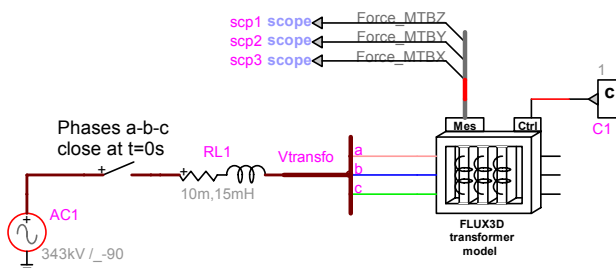 scp1 scope Force_MTBZ
scp2 scope Force_MTBY
scp3 scope Force_MTBX
1
c
C1
Mes Ctrl
Phases a-b-c
close at t=0s
RL1
Vtransfo
a
b
c
+
10m,15mH
+
AC1
343kV /_-90
FLUX3D
transformer
model